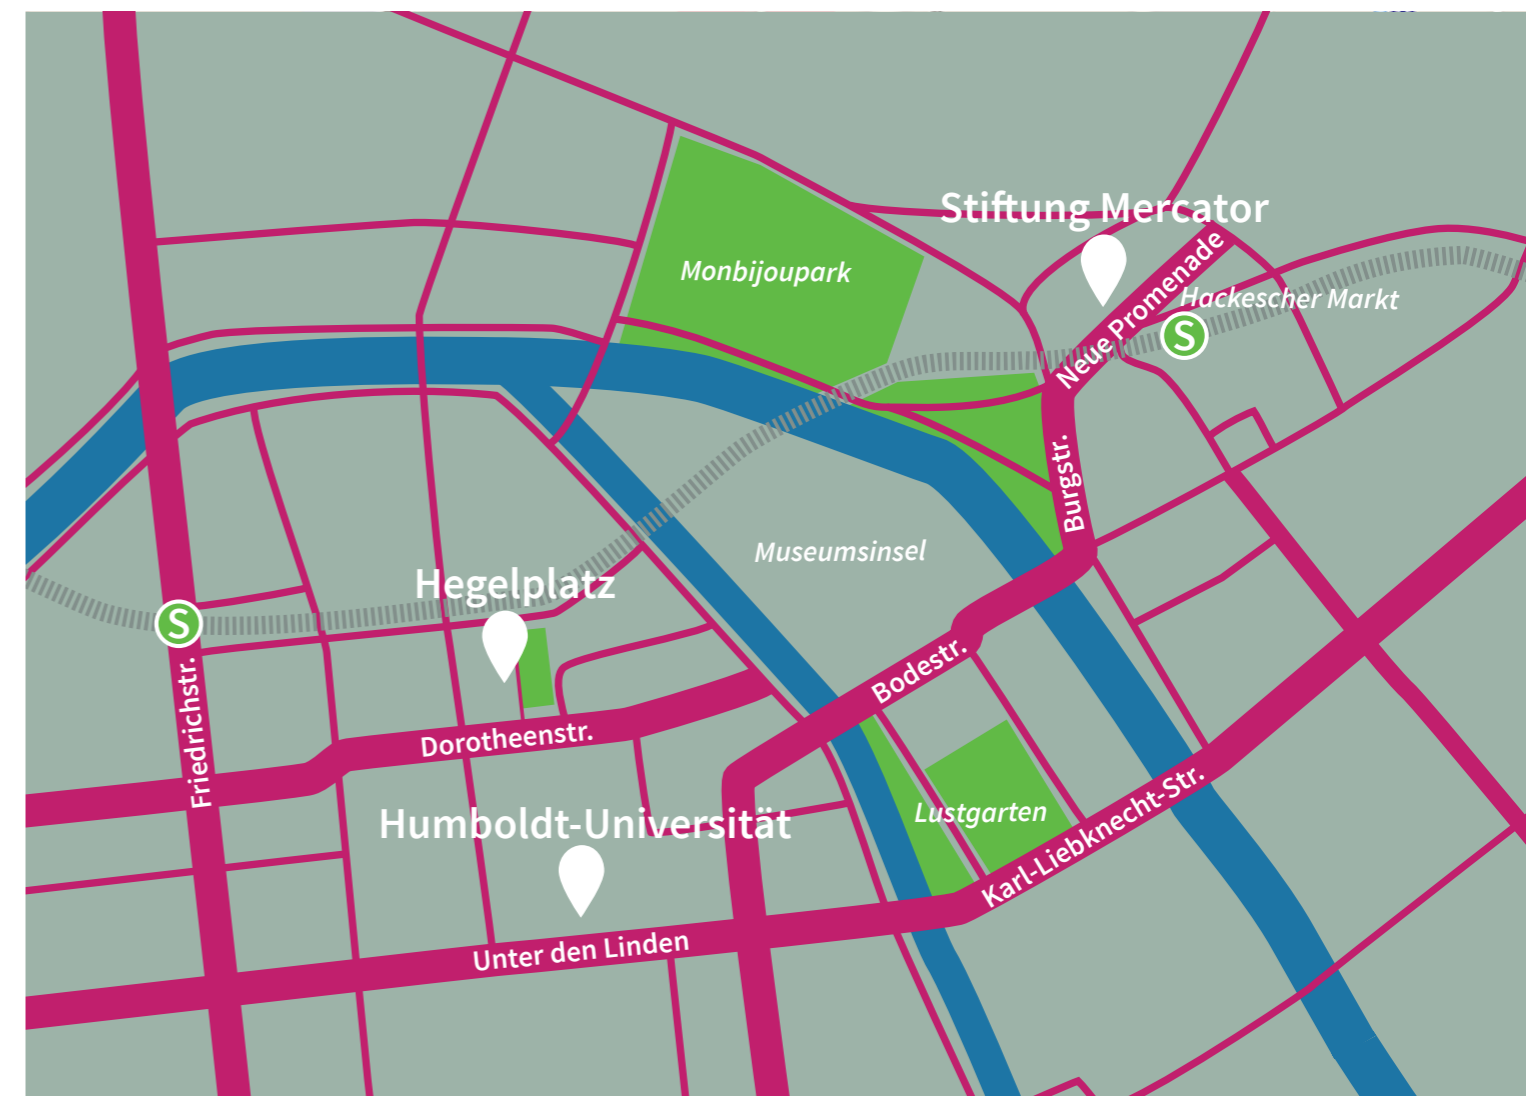 Stiftung Mercator
Neue Promenade
Monbijoupark
Hackescher Markt
S
Burgstr.
Museumsinsel
Hegelplatz
S
Friedrichstr.
Bodestr.
Dorotheenstr.
Humboldt-Universität
Lustgarten
Karl-Liebknecht-Str.
Unter den Linden